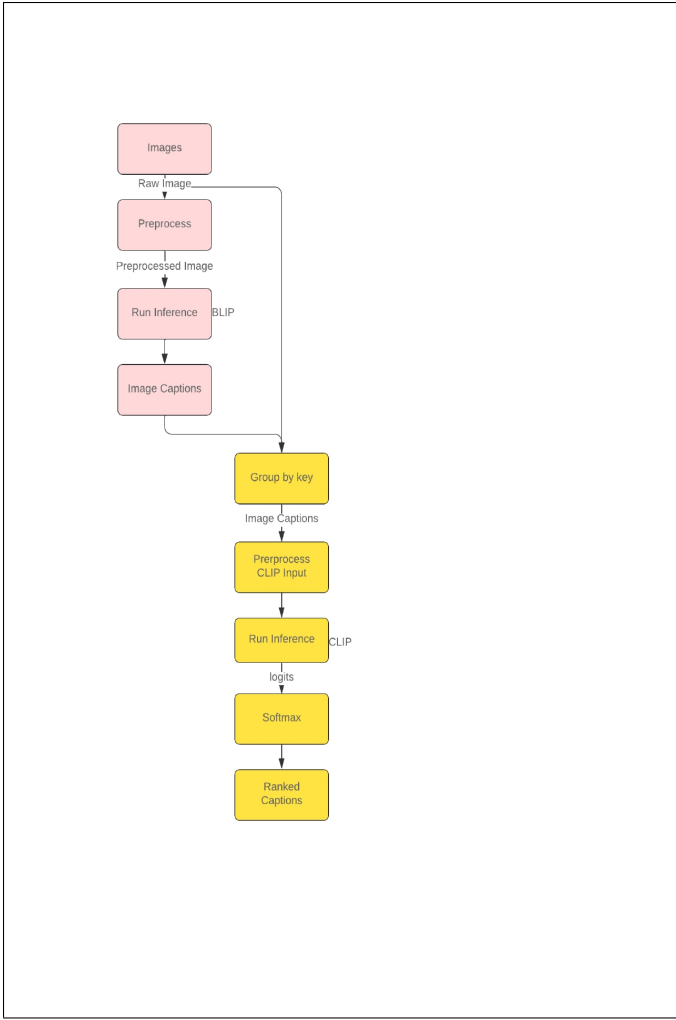 Images
Raw Image
Preprocess
Preprocessed Image
Run Inference
BLIP
Image Captions
Group by key
Image Captions
Prerprocess
CLIP Input
Run Inference
CLIP
logits
Softmax
Ranked
Captions